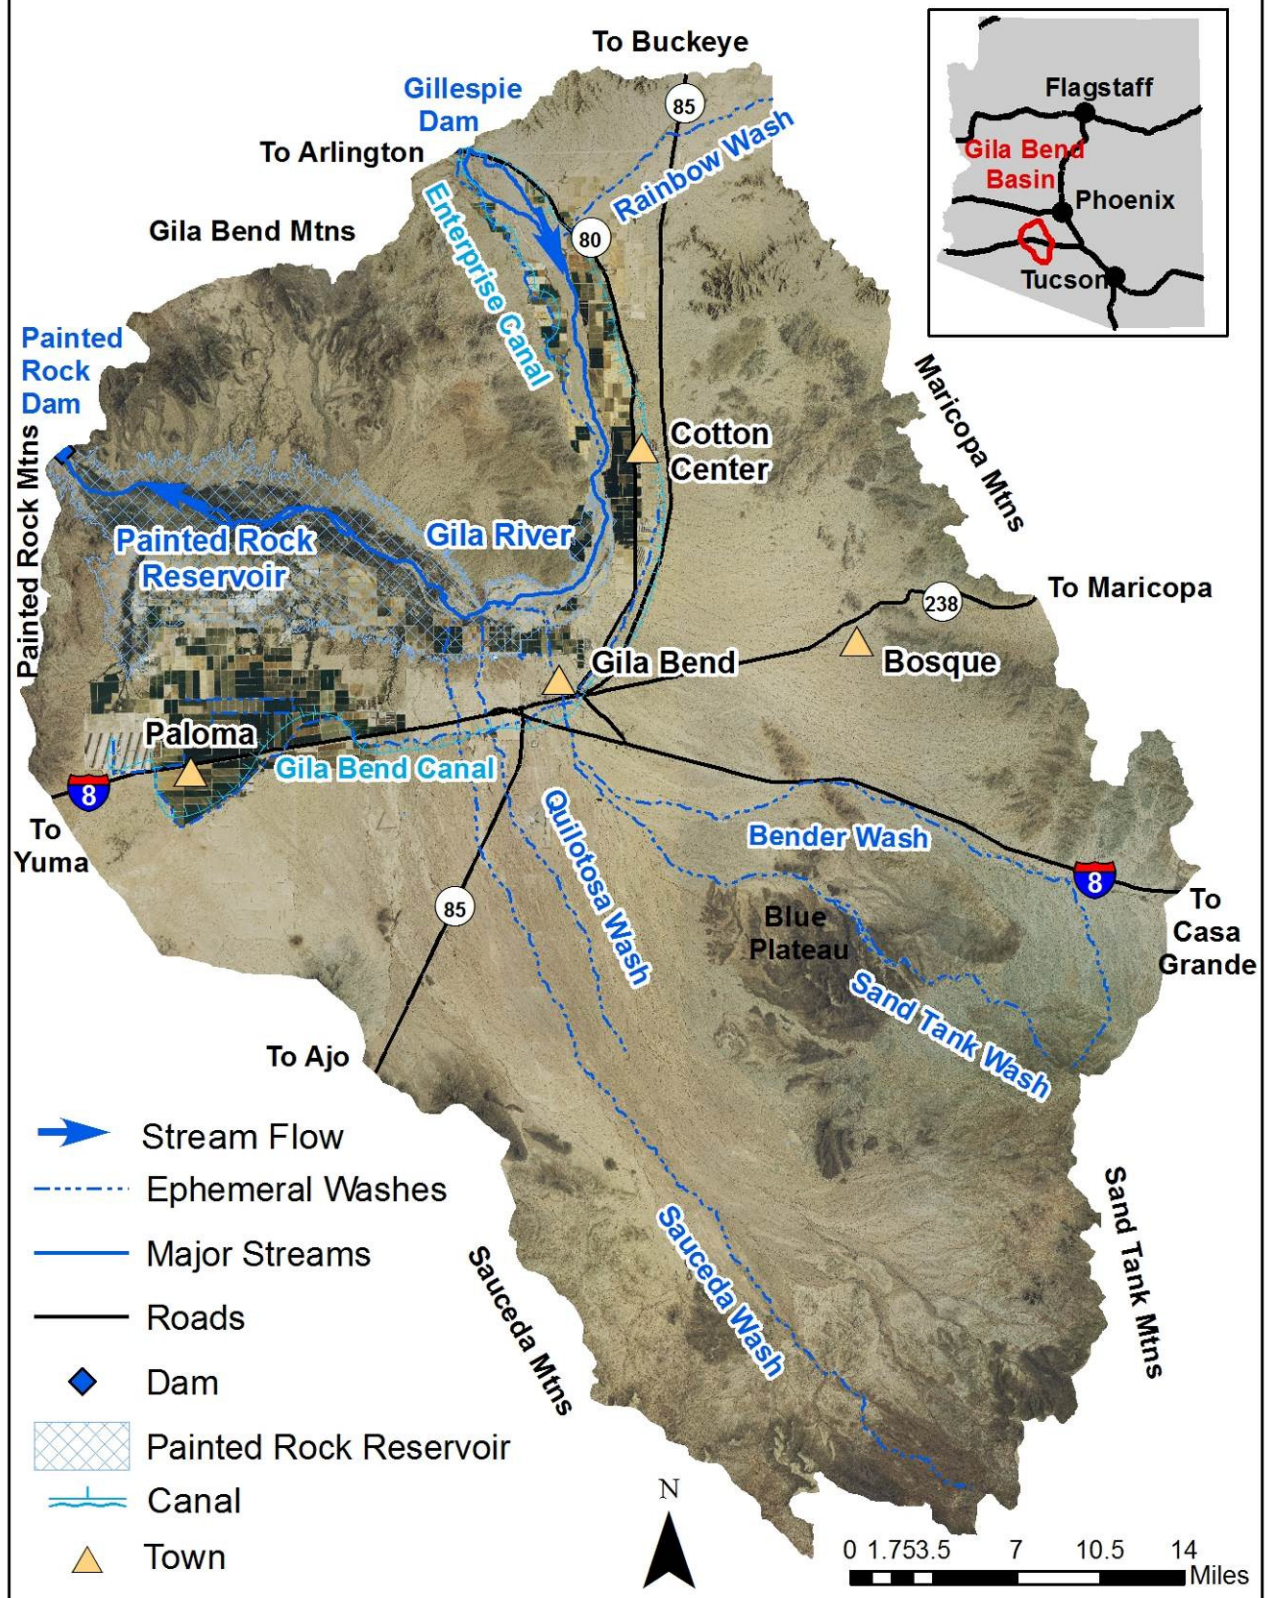 To Buckeye
Gillespie
Dam
85
To Arlington
Rainbow Wash
Enterprise Canal
Gila Bend Mtns
80
Flagstaff
Gila Bend
Basin
Phoenix
Tucson
Painted
Rock
Dam
Painted Rock Mtns
Maricopa Mtns
Cotton
Center
Gila River
Painted Rock
Reservoir
To Maricopa
238
Gila Bend
Bosque
Paloma
Gila Bend Canal
8
To
Yuma
Quilotosa Wash
Bender Wash
8
To
Casa
Grande
85
Blue
Plateau
Sand Tank Wash
To Ajo
Sauceda Wash
Sauceda Mtns
Sand Tank Mtns
Stream Flow
Ephemeral Washes
Major Streams
Roads
Dam
Painted Rock Reservoir
Canal
Town
N
0 1.753.5 7 10.5 14
Miles